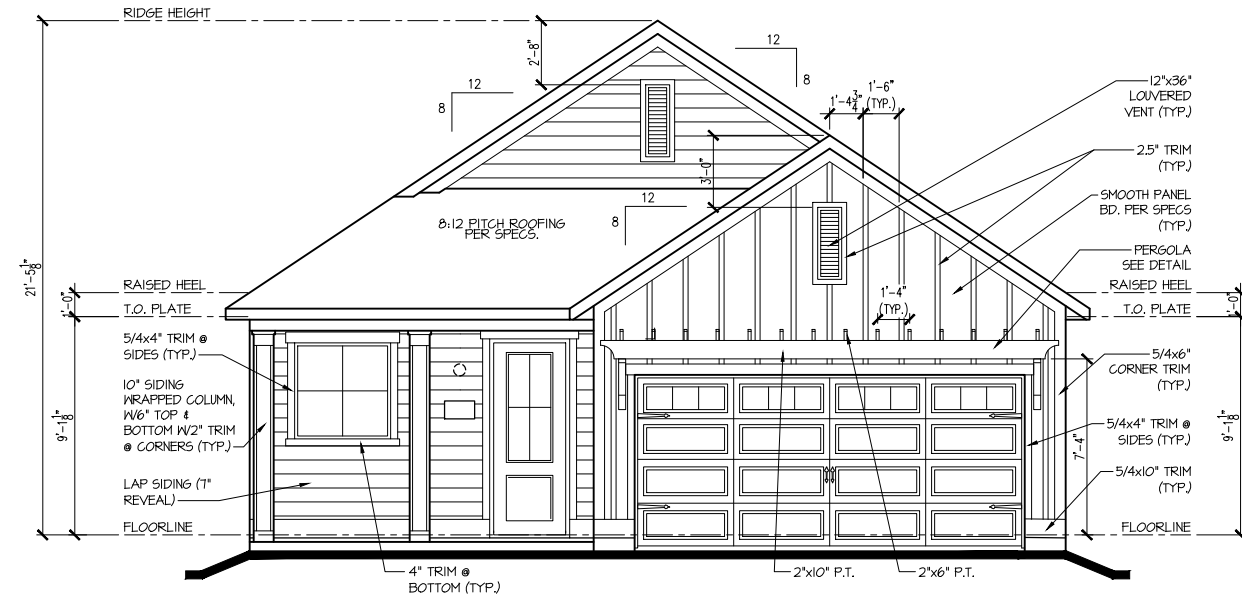 RIDGE HEIGHT
2'-8"
12
8
12
8
12"x36"
LOUVERED
VENT (TYP.)
1'-6"
(TYP.)
1'-4 3/4"
2.5" TRIM
(TYP.)
3'-0"
SMOOTH PANEL
BD. PER SPECS
(TYP.)
12
8
8:12 PITCH ROOFING
PER SPECS.
PERGOLA
SEE DETAIL
21'-5 1/8"
RAISED HEEL
1'-0"
T.O. PLATE
1'-4"
(TYP.)
RAISED HEEL
1'-0"
T.O. PLATE
5/4x4" TRIM @
SIDES (TYP.)
10" SIDING
WRAPPED COLUMN,
W/6" TOP &
BOTTOM W/2" TRIM
@ CORNERS (TYP.)
9'-1 1/8"
LAP SIDING (7"
REVEAL)
FLOORLINE
5/4x6"
CORNER TRIM
(TYP.)
5/4x4" TRIM @
SIDES (TYP.)
9'-1 1/8"
7'-4"
5/4x10" TRIM
(TYP.)
FLOORLINE
4" TRIM @
BOTTOM (TYP.)
2"x10" P.T.
2"x6" P.T.